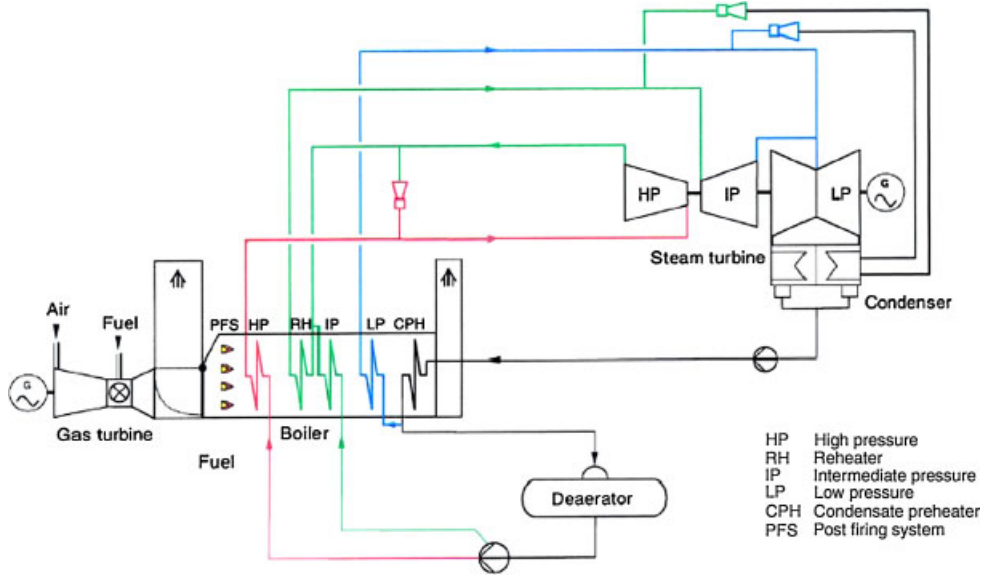 HP
IP
LP
G
Steam turbine
Condenser
Air
Fuel
PFS HP RH IP LP CPH
G
Gas turbine
Boiler
Fuel
Deaerator
HP High pressure
RH Reheater
IP Intermediate pressure
LP Low pressure
CPH Condensate preheater
PFS Post firing system